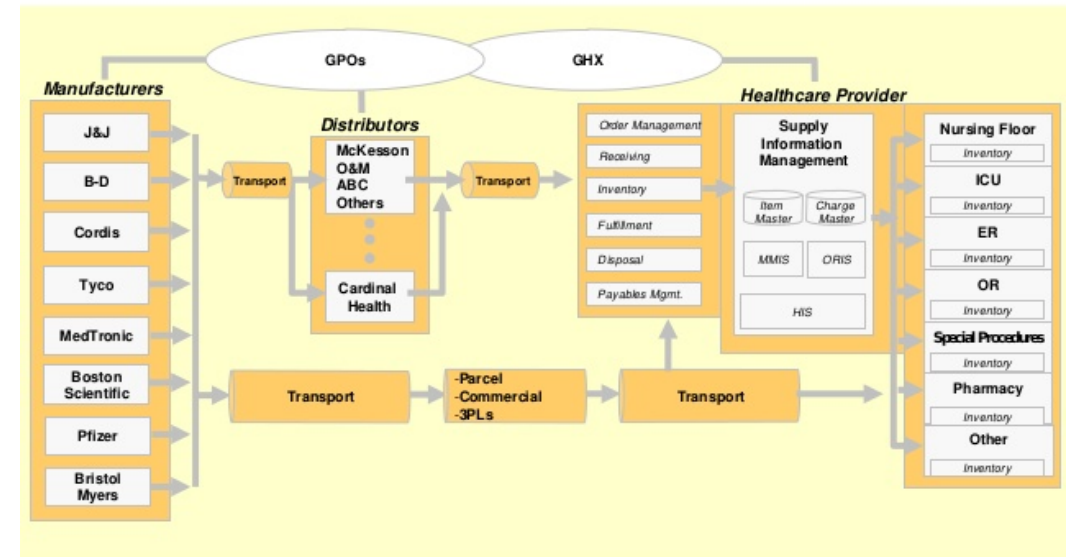 GPOs
GHX
Manufacturers
J&J
B-D
Cordis
Tyco
MedTronic
Boston
Scientific
Pfizer
Bristol
Myers
Transport
Distributors
McKesson
O&M
ABC
Others
Cardinal
Health
Transport
Transport
-Parcel
-Commercial
-3PLs
Transport
Healthcare Provider
Order Management
Receiving
Inventory
Fulfillment
Disposal
Payables Mgmt.
Supply
Information
Management
Item
Master
Charge
Master
MMIS
ORIS
HIS
Nursing Floor
Inventory
ICU
Inventory
ER
Inventory
OR
Inventory
Special Procedures
Inventory
Pharmacy
Inventory
Other
Inventory